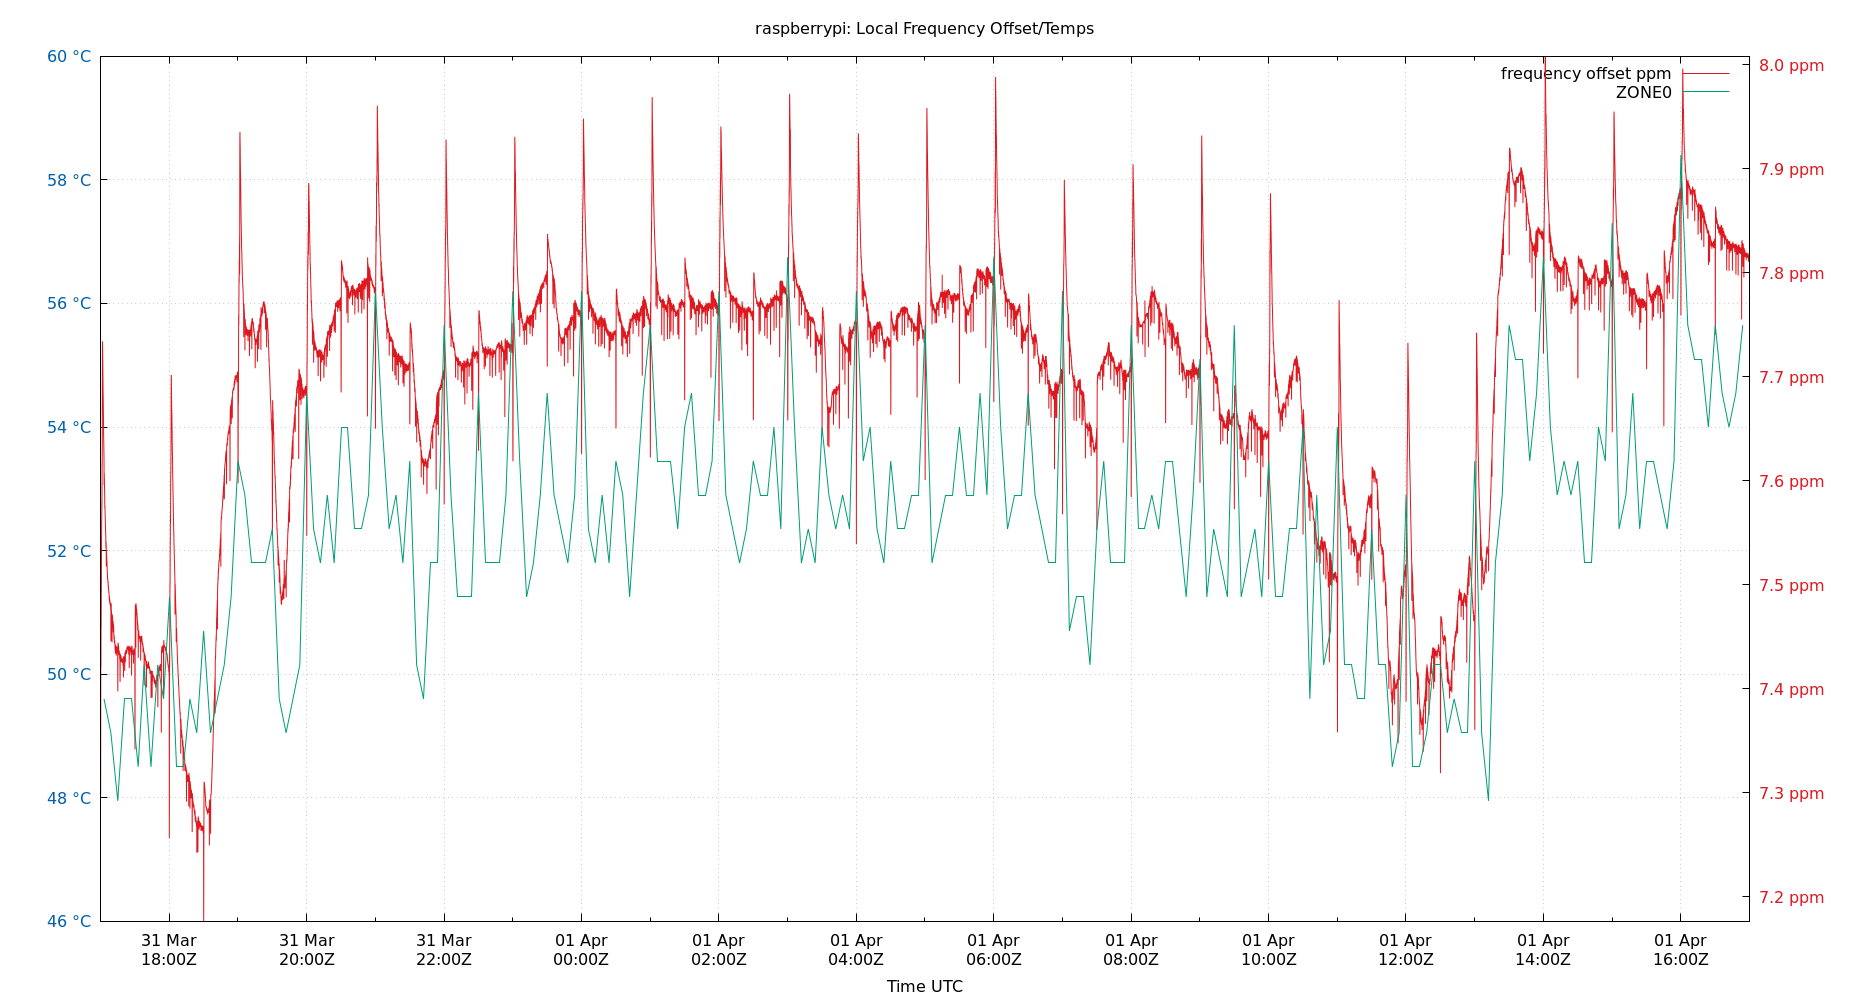 raspberrypi: Local Frequency Offset/Temps
60 °C
58 °C
56 °C
54 °C
52 °C
50 °C
48 °C
46 °C
frequency offset ppm
ZONE0
8.0 ppm
7.9 ppm
7.8 ppm
7.7 ppm
7.6 ppm
7.5 ppm
7.4 ppm
7.3 ppm
7.2 ppm
31 Mar 31 Mar 31 Mar 01 Apr 01 Apr 01 Apr 01 Apr 01 Apr 01 Apr 01 Apr 01 Apr 01 Apr
18:00Z 20:00Z 22:00Z 00:00Z 02:00Z 04:00Z 06:00Z 08:00Z 10:00Z 12:00Z 14:00Z 16:00Z
Time UTC